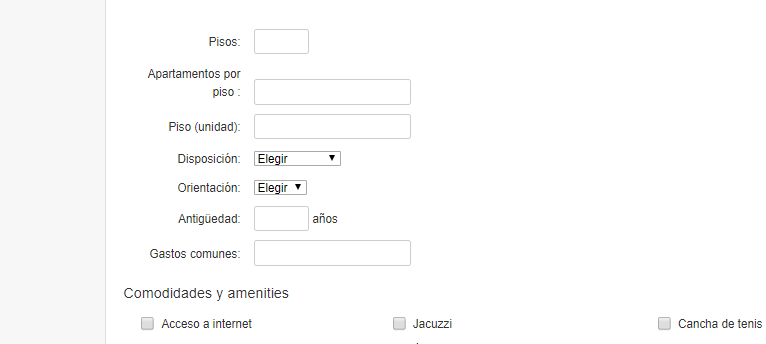 Pisos:
Apartamentos por
piso :
Piso (unidad):
Disposición: Elegir
Orientación: Elegir
Antigüedad: años
Gastos comunes:
Comodidades y amenities
Acceso a internet Jacuzzi Cancha de tenis